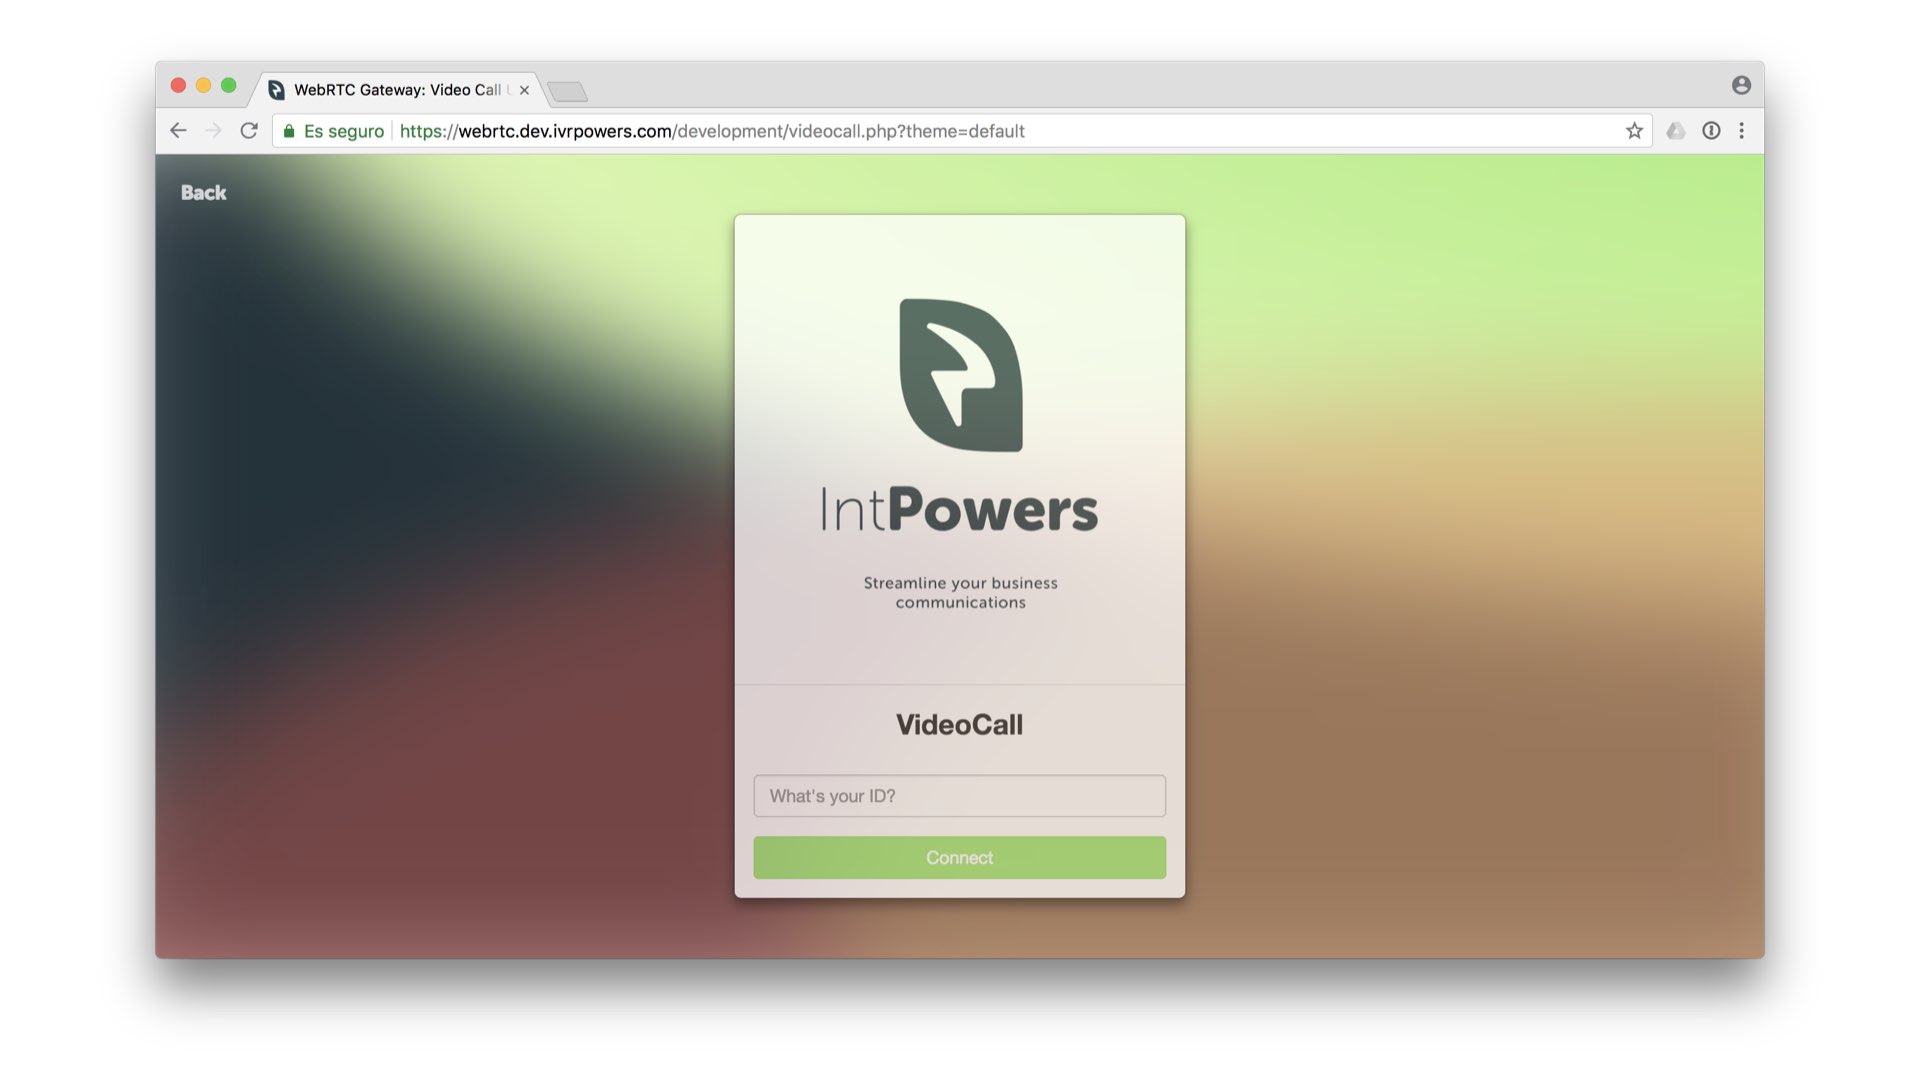 WebRTC Gateway: Video Call
Es seguro https://webrtc.dev.ivrpowers.com/development/videocall.php?theme=default
Back
IntPowers
Streamline your business
communications
VideoCall
What's your ID?
Connect